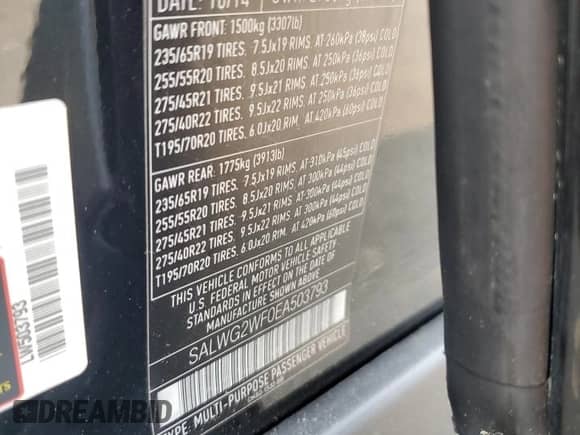 DATE: 10/14
GAWR FRONT: 1500kg (3307lb)
235/65R19 TIRES. 7.5Jx19 RIMS. AT 260kPa (38psi) COLD
255/55R20 TIRES. 8.5Jx20 RIMS. AT 250kPa (36psi) COLD
275/45R21 TIRES. 9.5Jx21 RIMS. AT 250kPa (36psi) COLD
275/40R22 TIRES. 9.5Jx22 RIMS. AT 250kPa (36psi) COLD
T195/70R20 TIRES. 6.0Jx20 RIM. AT 420kPa (60psi) COLD
GAWR REAR: 1775kg (3913lb)
235/65R19 TIRES. 7.5Jx19 RIMS. AT 310kPa (45psi) COLD
255/55R20 TIRES. 8.5Jx20 RIMS. AT 300kPa (44psi) COLD
275/45R21 TIRES. 9.5Jx21 RIMS. AT 300kPa (44psi) COLD
275/40R22 TIRES. 9.5Jx22 RIMS. AT 300kPa (44psi) COLD
T195/70R20 TIRES. 6.0Jx20 RIM. AT 420kPa (60psi) COLD
THIS VEHICLE CONFORMS TO ALL APPLICABLE
U.S. FEDERAL MOTOR VEHICLE SAFETY
STANDARDS IN EFFECT ON THE DATE OF
MANUFACTURE SHOWN ABOVE
SALWG2WF0EA503793
TYPE: MULTI-PURPOSE PASSENGER VEHICLE
DREAMBID